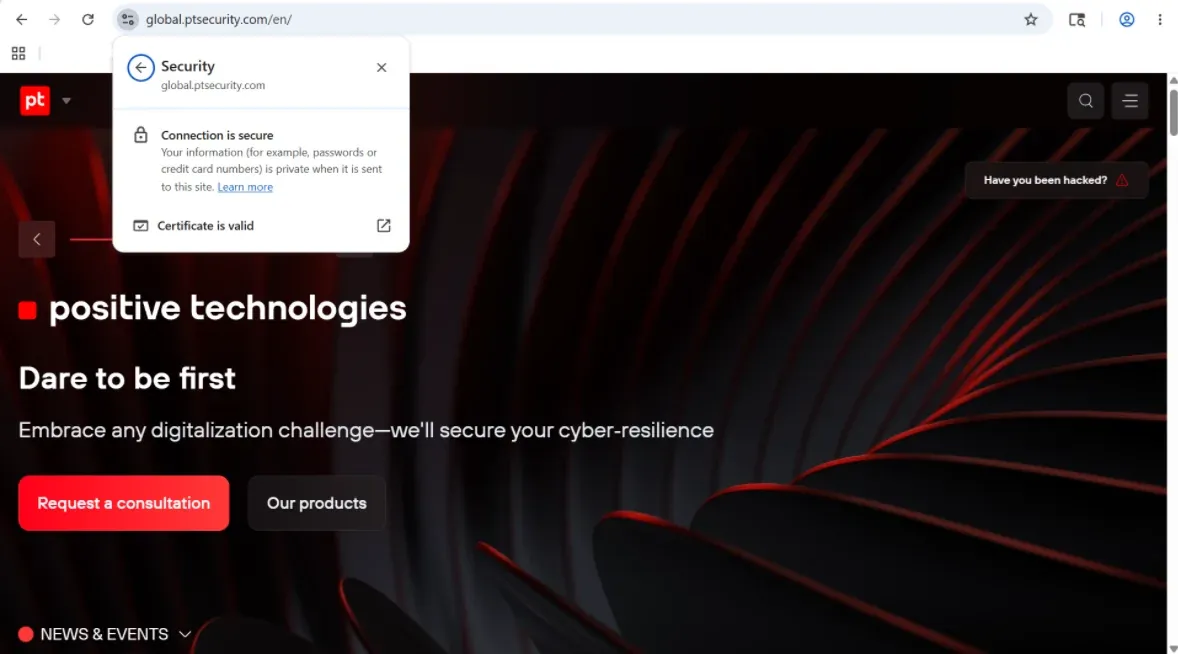 global.ptsecurity.com/en/
Security
global.ptsecurity.com
Connection is secure
Your information (for example, passwords or
credit card numbers) is private when it is sent
to this site. Learn more
Certificate is valid
pt
Have you been hacked?
positive technologies
Dare to be first
Embrace any digitalization challenge—we'll secure your cyber-resilience
Request a consultation
Our products
NEWS & EVENTS